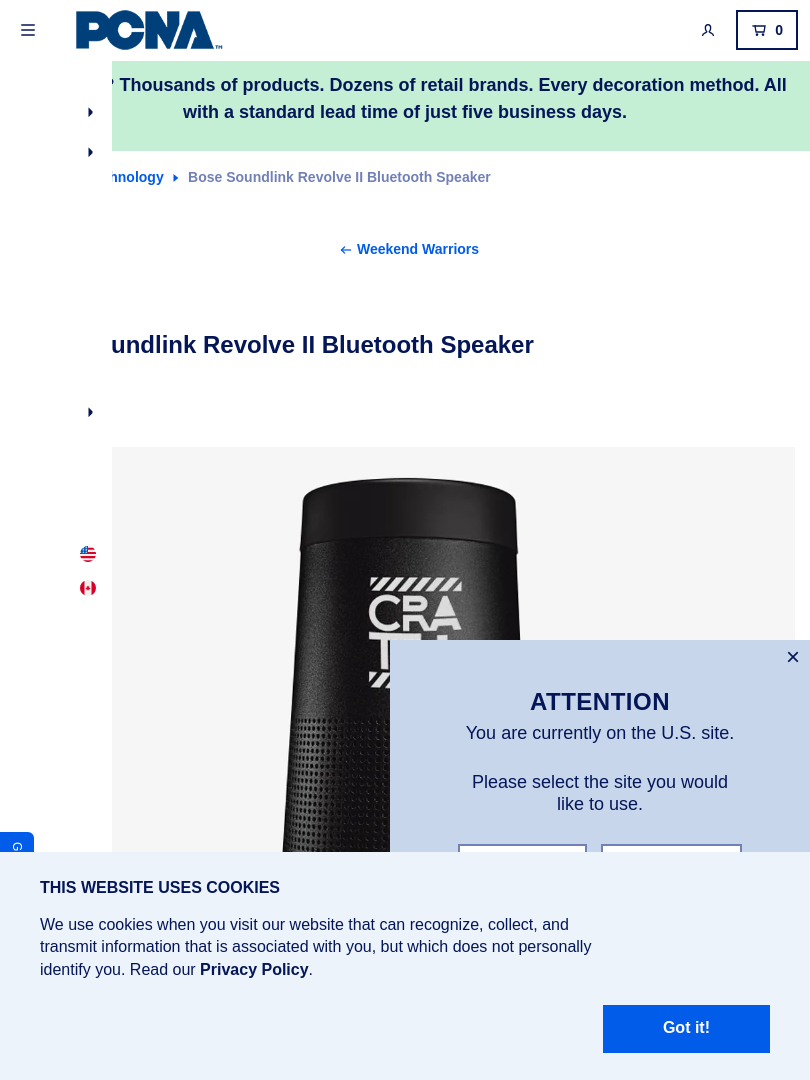 PCNA™
0
Thousands of products. Dozens of retail brands. Every decoration method. All
with a standard lead time of just five business days.
Bose Soundlink Revolve II Bluetooth Speaker
Weekend Warriors
Revolve II Bluetooth Speaker
CRA
ATTENTION
You are currently on the U.S. site.
Please select the site you would
like to use.
G
THIS WEBSITE USES COOKIES
We use cookies when you visit our website that can recognize, collect, and
transmit information that is associated with you, but which does not personally
identify you. Read our Privacy Policy.
Got it!